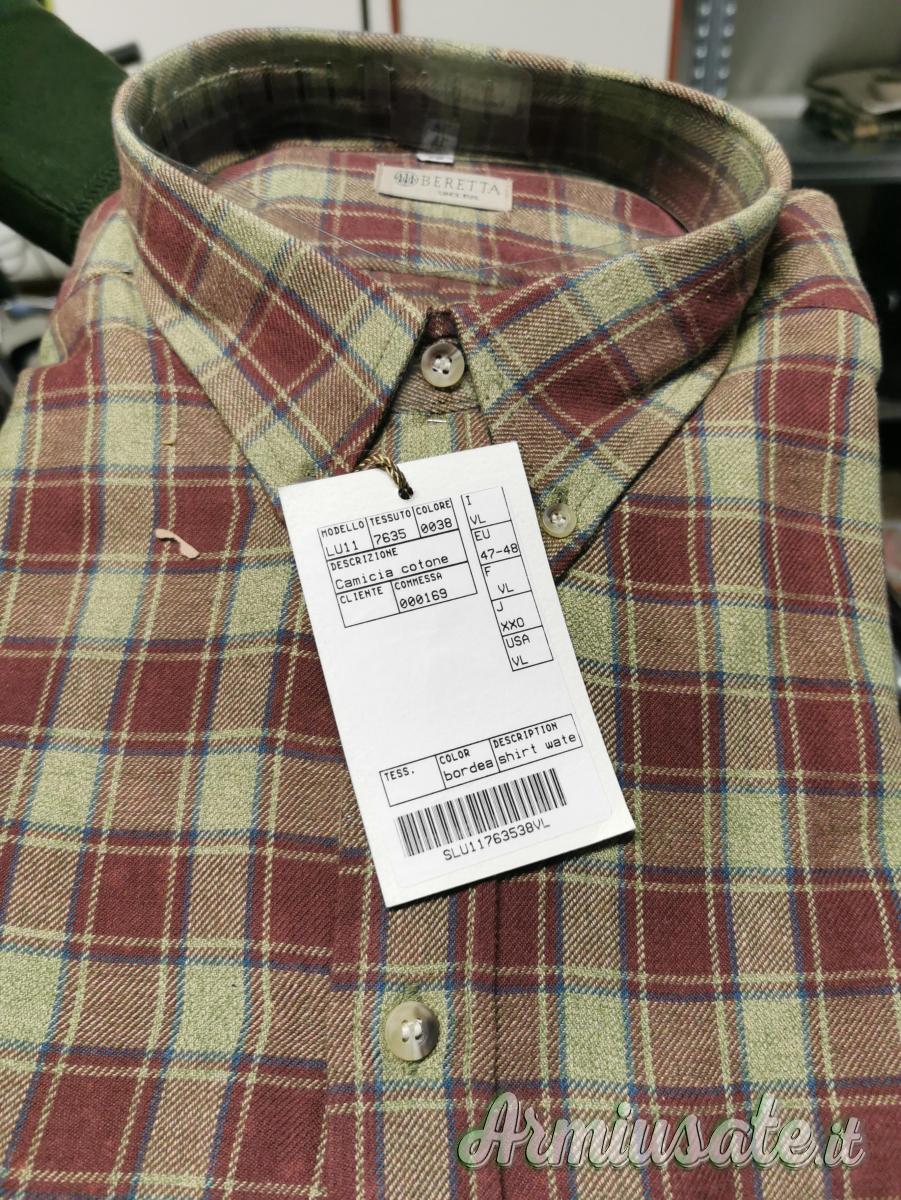 BERETTA
MODELLO TESSUTO COLORE
LU11 7635 0038
DESCRIZIONE
Camicia cotone
CLIENTE COMMESSA
000169
I
VL
EU
47-48
F
VL
J
XXO
USA
VL
TESS. COLOR DESCRIPTION
bordea shirt wate
SLU11763538VL
Armiusate.it